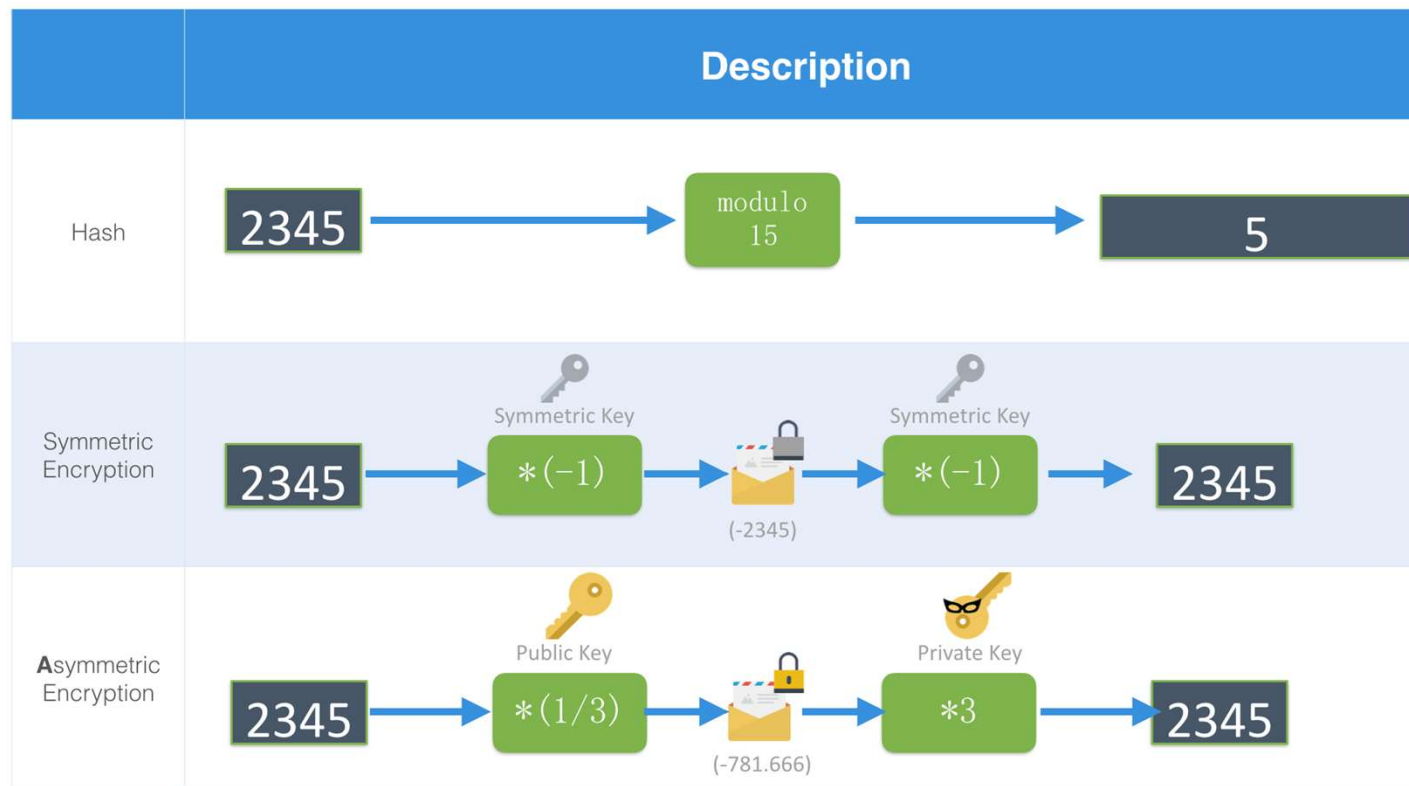 Description
Hash
2345
modulo
15
5
Symmetric
Encryption
Symmetric Key
Symmetric Key
2345
*(-1)
(-2345)
*(-1)
2345
Asymmetric
Encryption
Public Key
Private Key
2345
*(1/3)
(-781.666)
*3
2345